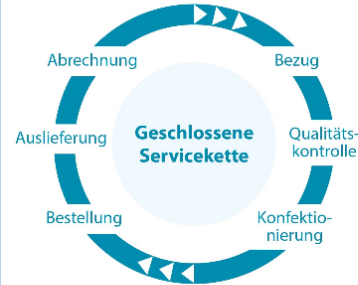 Abrechnung
Bezug
Auslieferung
Geschlossene
Servicekette
Qualitäts-
kontrolle
Bestellung
Konfektio-
nierung